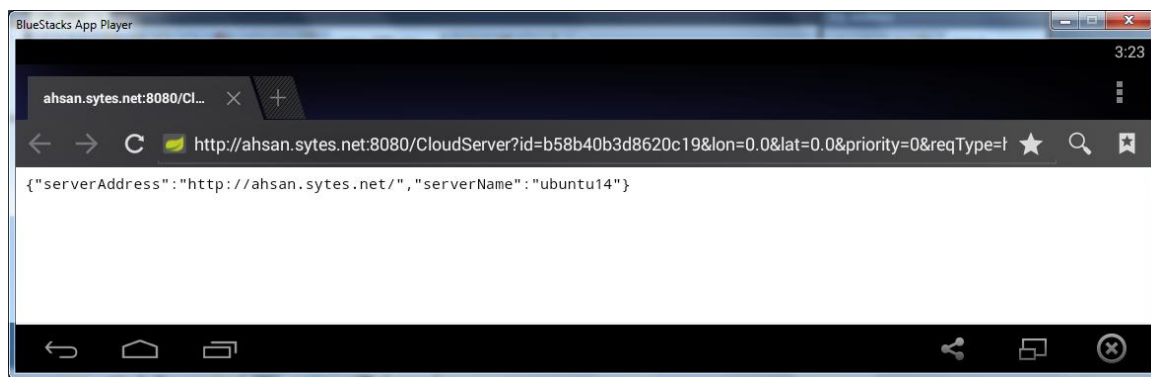 BlueStacks App Player
3:23
ahsan.sytes.net:8080/Cl...
http://ahsan.sytes.net:8080/CloudServer?id=b58b40b3d8620c19&lon=0.0&lat=0.0&priority=0&reqType=
{"serverAddress":"http://ahsan.sytes.net/","serverName":"ubuntu14"}